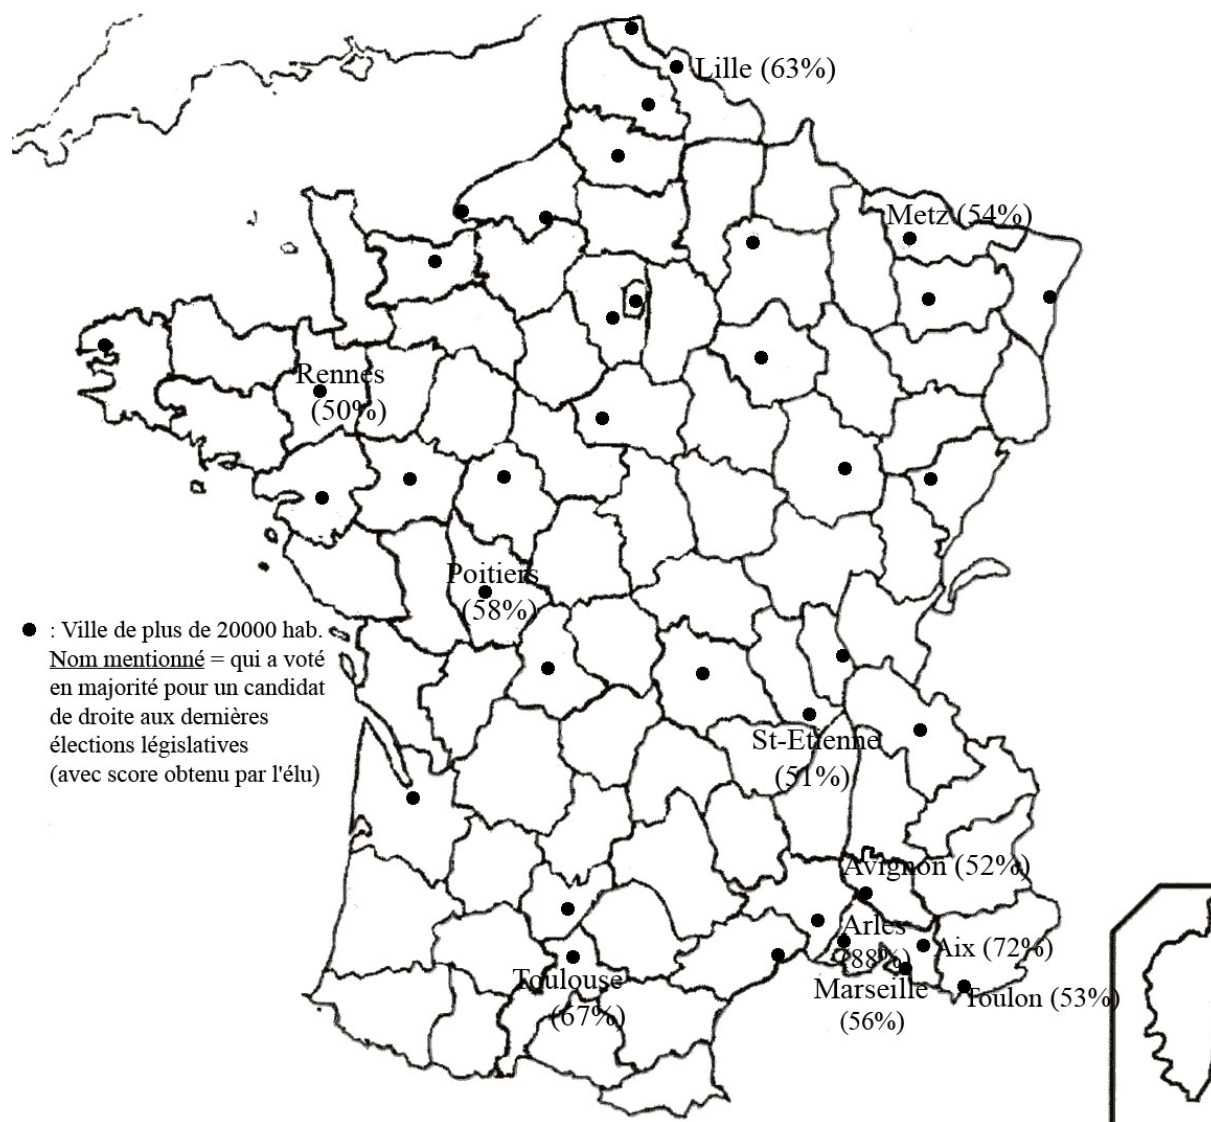 Lille (63%)
Metz (54%)
Rennes
(50%)
Poitiers
(58%)
: Ville de plus de 20000 hab.
Nom mentionné = qui a voté
en majorité pour un candidat
de droite aux dernières
élections législatives
(avec score obtenu par l'élu)
St-Etienne
(51%)
Avignon (52%)
Arles
(88%)
Aix (72%)
Toulouse
(67%)
Marseille
(56%)
Toulon (53%)